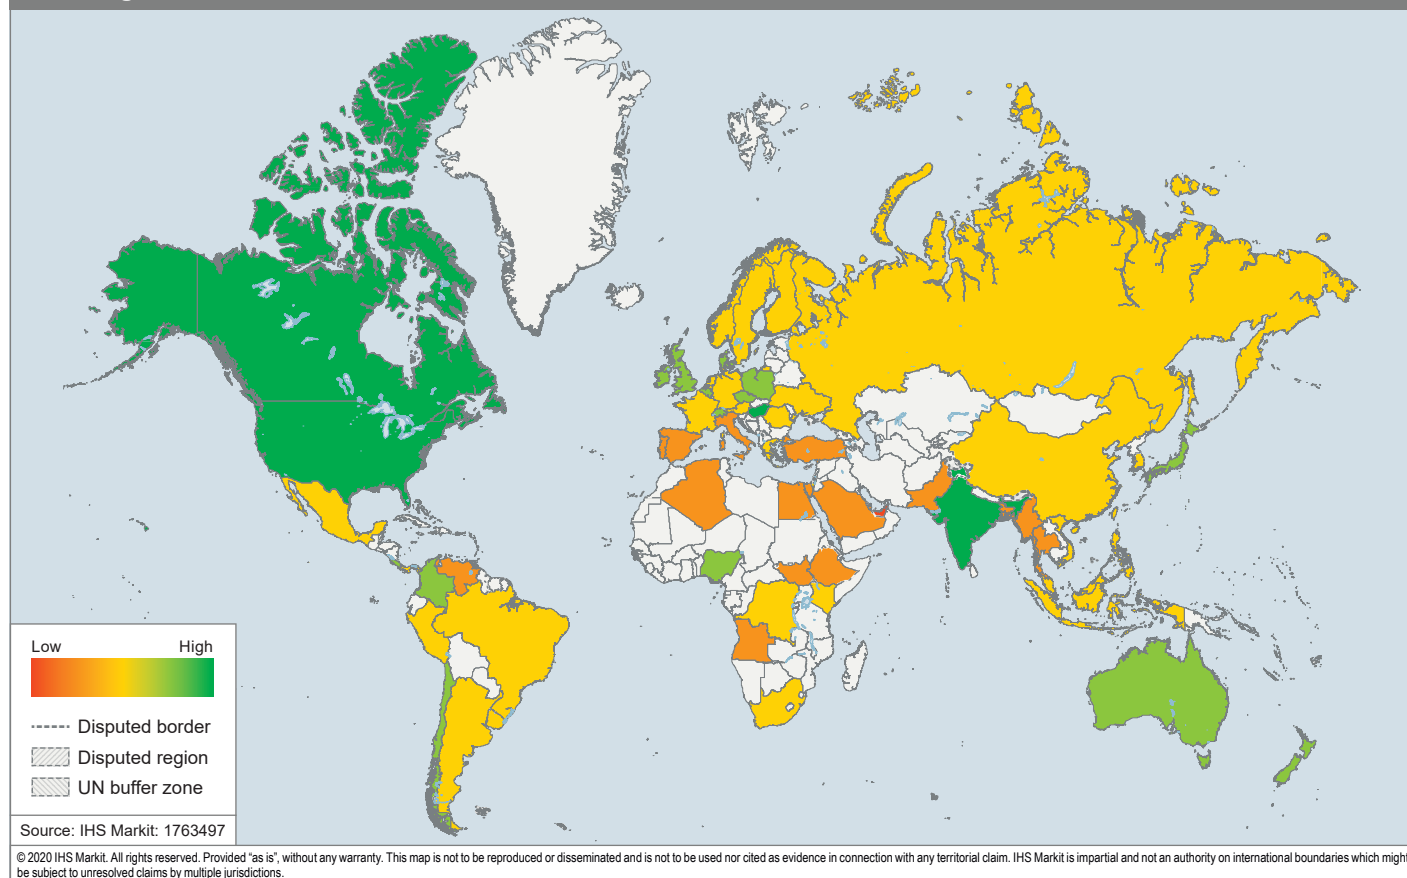 Low High
Disputed border
Disputed region
UN buffer zone
Source: IHS Markit: 1763497
© 2020 IHS Markit. All rights reserved. Provided “as is”, without any warranty. This map is not to be reproduced or disseminated and is not to be used nor cited as evidence in connection with any territorial claim. IHS Markit is impartial and not an authority on international boundaries which might
be subject to unresolved claims by multiple jurisdictions.